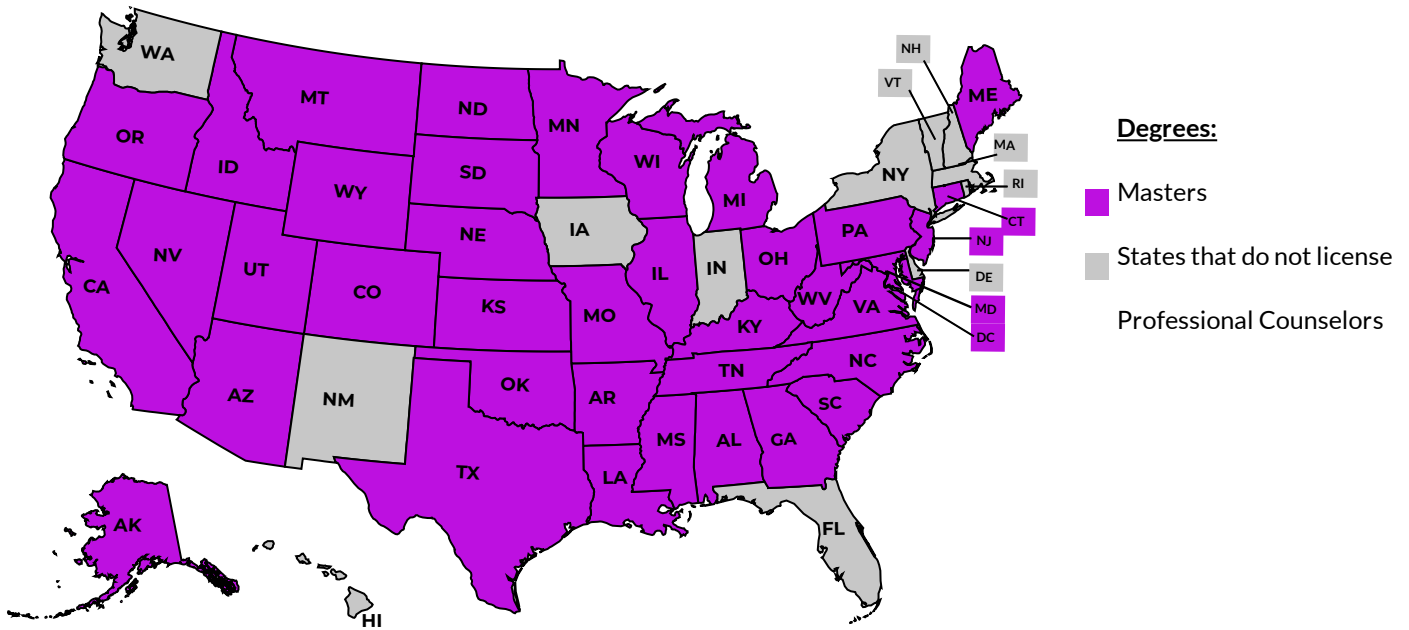 WA
MT
ND
MN
OR
ID
WY
SD
WI
MI
NH
VT
ME
MA
NY
RI
CT
NV
UT
CO
NE
IA
IL
IN
OH
PA
NJ
DE
MD
DC
CA
KS
MO
KY
WV
VA
AZ
NM
OK
AR
TN
NC
SC
TX
LA
MS
AL
GA
FL
AK
HI
Degrees:
Masters
States that do not license
Professional Counselors